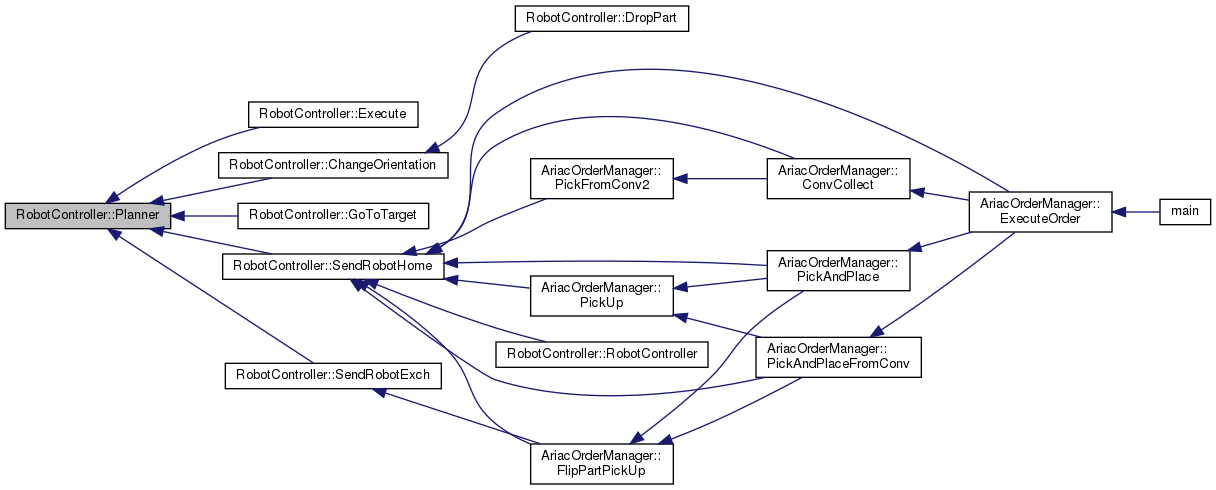 RobotController::DropPart
RobotController::Execute
RobotController::ChangeOrientation
AriacOrderManager::
PickFromConv2
AriacOrderManager::
ConvCollect
RobotController::Planner
RobotController::GoToTarget
AriacOrderManager::
ExecuteOrder
main
RobotController::SendRobotHome
AriacOrderManager::
PickUp
AriacOrderManager::
PickAndPlace
RobotController::RobotController
AriacOrderManager::
PickAndPlaceFromConv
RobotController::SendRobotExch
AriacOrderManager::
FlipPartPickUp